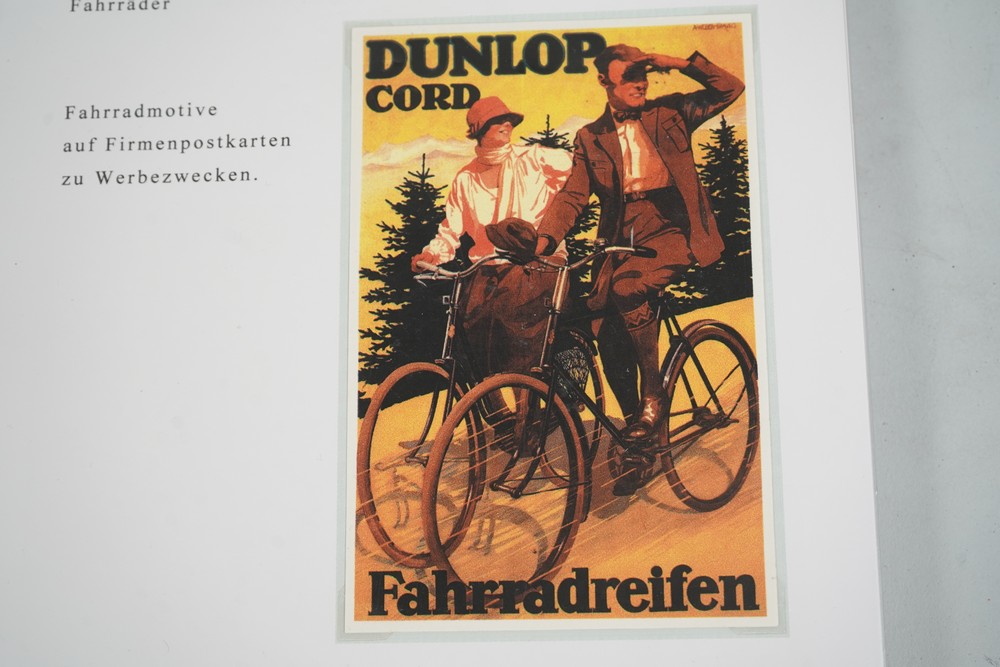 Fahrräder
Fahrradmotive
auf Firmenpostkarten
zu Werbezwecken.
DUNLOP
CORD
Fahrradreifen